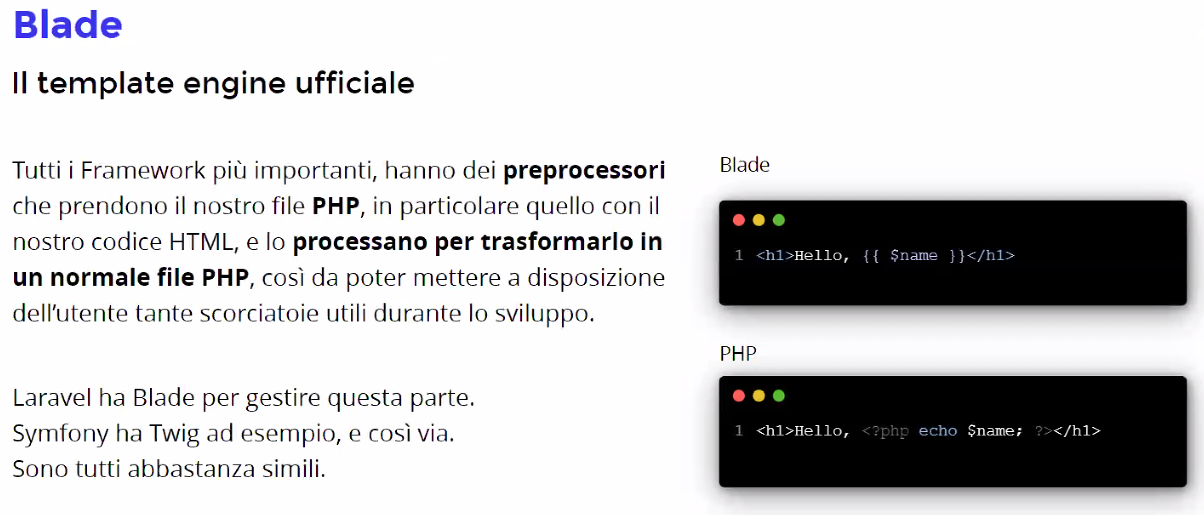 Blade
Il template engine ufficiale
Tutti i Framework più importanti, hanno dei preprocessori
che prendono il nostro file PHP, in particolare quello con il
nostro codice HTML, e lo processano per trasformarlo in
un normale file PHP, così da poter mettere a disposizione
dell'utente tante scorciatoie utili durante lo sviluppo.
Laravel ha Blade per gestire questa parte.
Symfony ha Twig ad esempio, e così via.
Sono tutti abbastanza simili.
Blade
1 <h1>Hello, {{ $name }}</h1>
PHP
1 <h1>Hello, <?php echo $name; ?></h1>